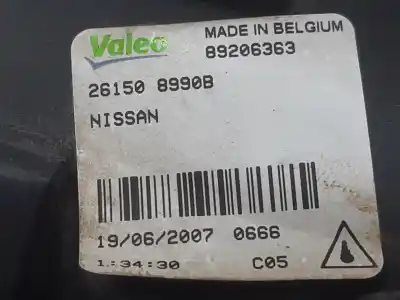 Valeo
MADE IN BELGIUM
89206363
26150 8990B
NISSAN
19/06/2007 0666
1:34:30 C05